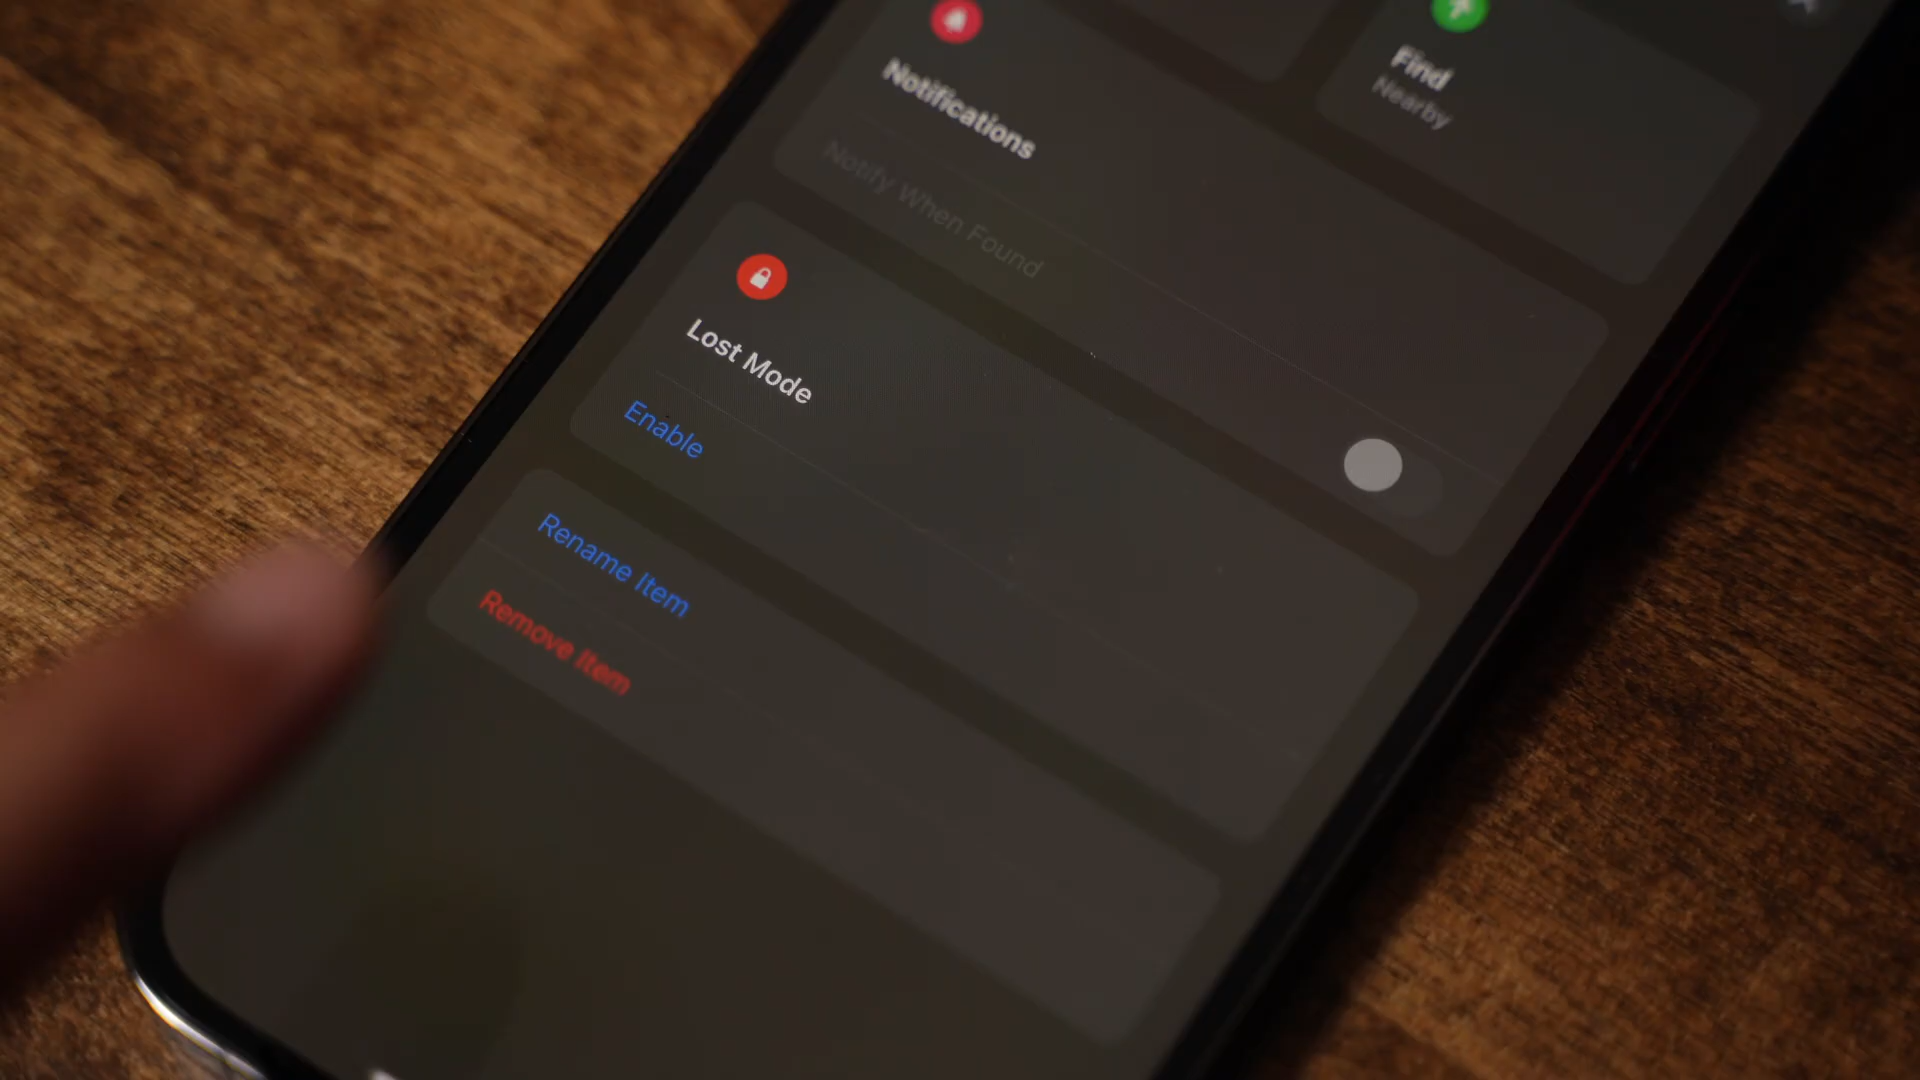 Find
Nearby
Notifications
Notify When Found
Lost Mode
Enable
Rename Item
Remove Item